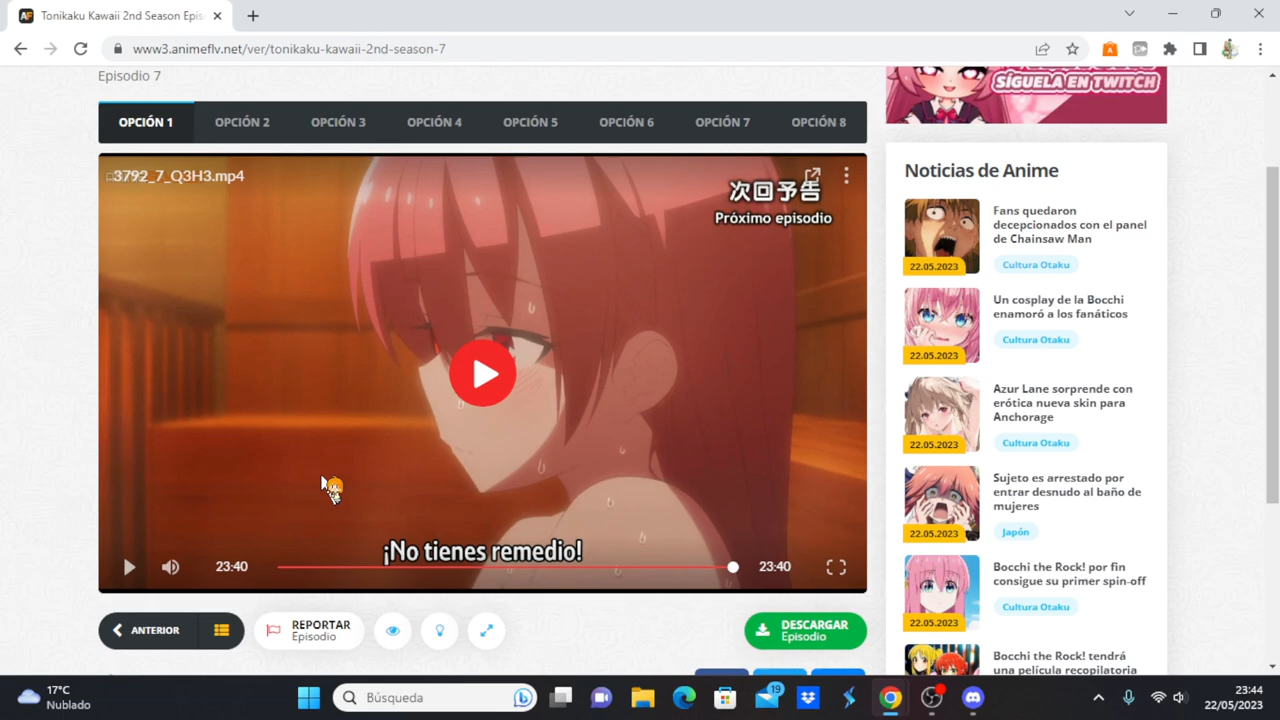 Tonikaku Kawaii 2nd Season Epis
www3.animeflv.net/ver/tonikaku-kawaii-2nd-season-7
Episodio 7
OPCIÓN 1
OPCIÓN 2
OPCIÓN 3
OPCIÓN 4
OPCIÓN 5
OPCIÓN 6
OPCIÓN 7
OPCIÓN 8
3792_7_Q3H3.mp4
次回予告
Próximo episodio
¡No tienes remedio!
23:40
23:40
ANTERIOR
REPORTAR
Episodio
DESCARGAR
Episodio
SÍGUELA EN TWITCH
Noticias de Anime
Fans quedaron
decepcionados con el panel
de Chainsaw Man
Cultura Otaku
22.05.2023
Un cosplay de la Bocchi
enamoró a los fanáticos
Cultura Otaku
22.05.2023
Azur Lane sorprende con
erótica nueva skin para
Anchorage
Cultura Otaku
22.05.2023
Sujeto es arrestado por
entrar desnudo al baño de
mujeres
Japón
22.05.2023
Bocchi the Rock! por fin
consigue su primer spin-off
Cultura Otaku
22.05.2023
Bocchi the Rock! tendrá
una película recopilatoria
17°C
Nublado
Búsqueda
19
23:44
22/05/2023